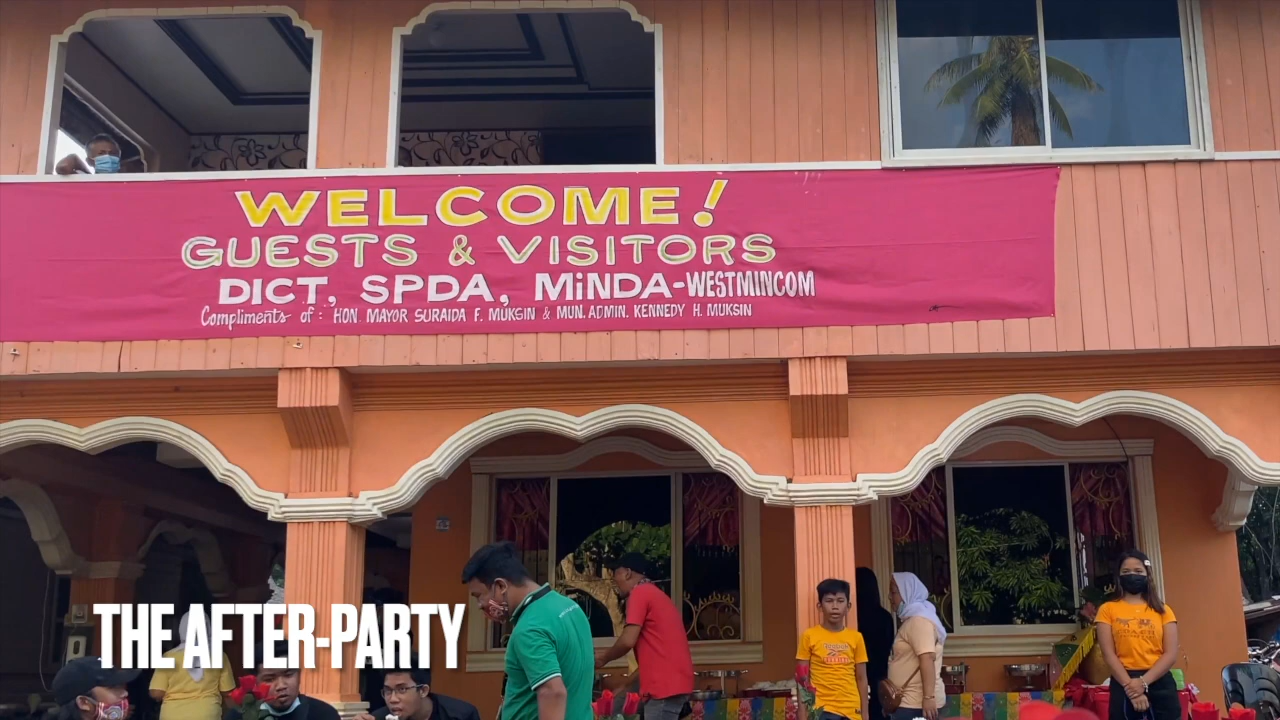 WELCOME!
GUESTS & VISITORS
DICT, SPDA, MiNDA-WESTMINCOM
Compliments of: HON. MAYOR SURAIDA F. MUKSIN & MUN. ADMIN. KENNEDY H. MUKSIN
THE AFTER-PARTY
COACH